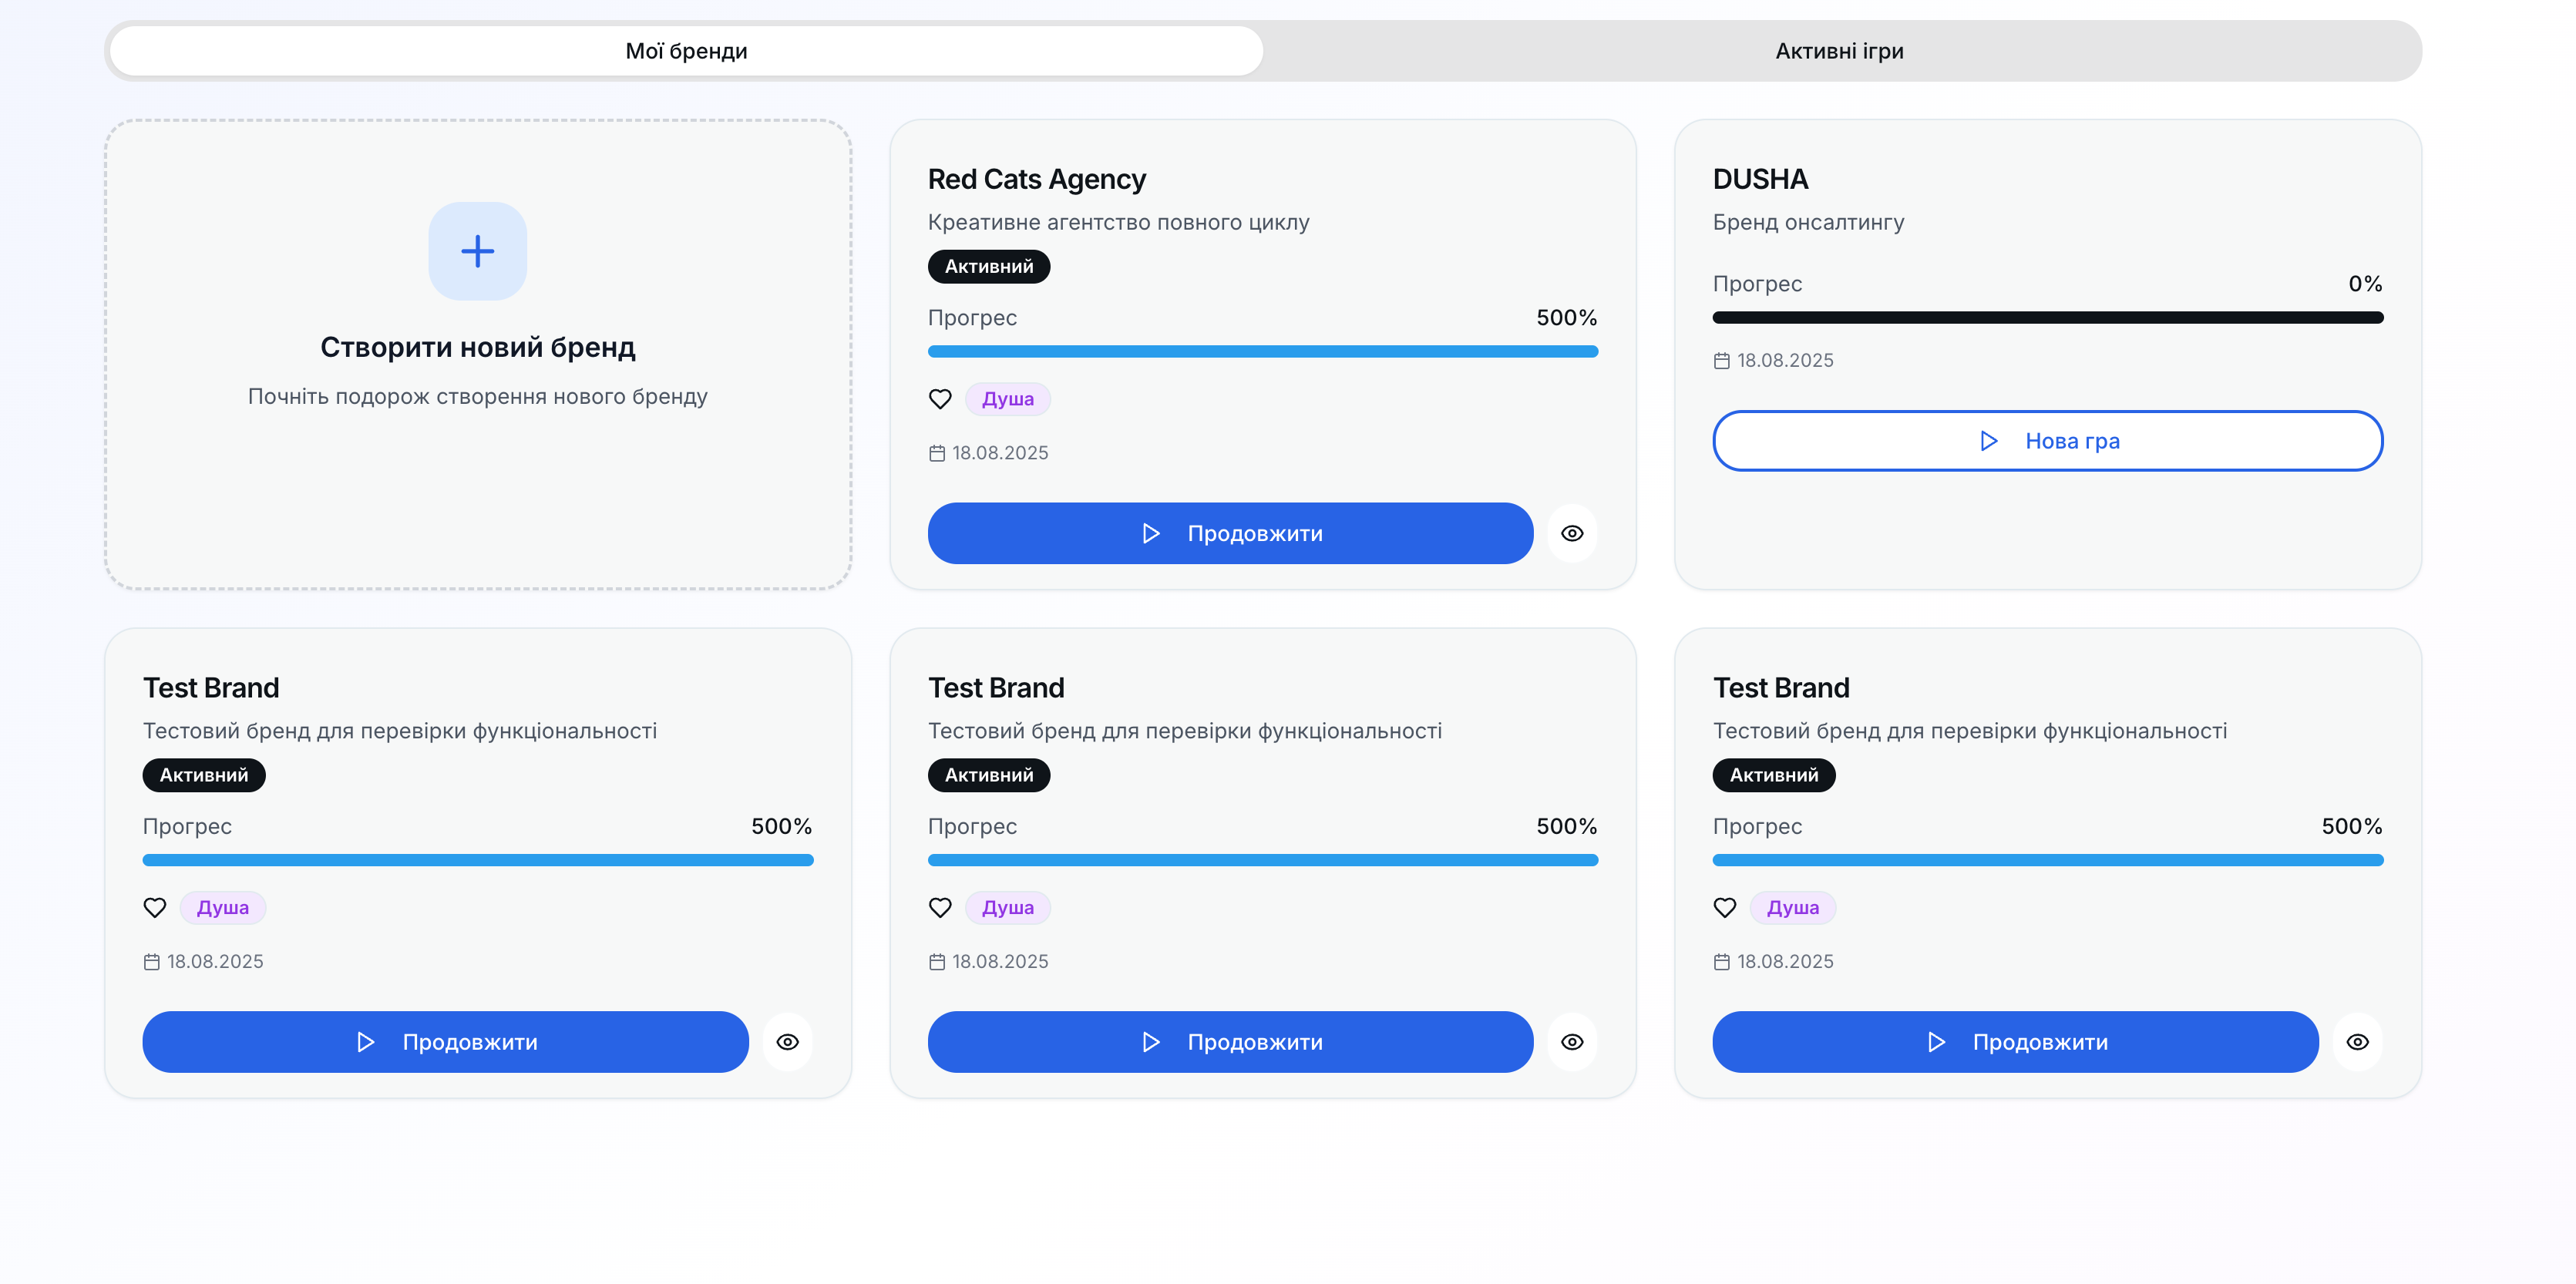 Мої бренди
Активні ігри
Створити новий бренд
Почніть подорож створення нового бренду
Red Cats Agency
Креативне агентство повного циклу
Активний
Прогрес 500%
Душа
18.08.2025
Продовжити
DUSHA
Бренд онсалтингу
Прогрес 0%
18.08.2025
Нова гра
Test Brand
Тестовий бренд для перевірки функціональності
Активний
Прогрес 500%
Душа
18.08.2025
Продовжити
Test Brand
Тестовий бренд для перевірки функціональності
Активний
Прогрес 500%
Душа
18.08.2025
Продовжити
Test Brand
Тестовий бренд для перевірки функціональності
Активний
Прогрес 500%
Душа
18.08.2025
Продовжити